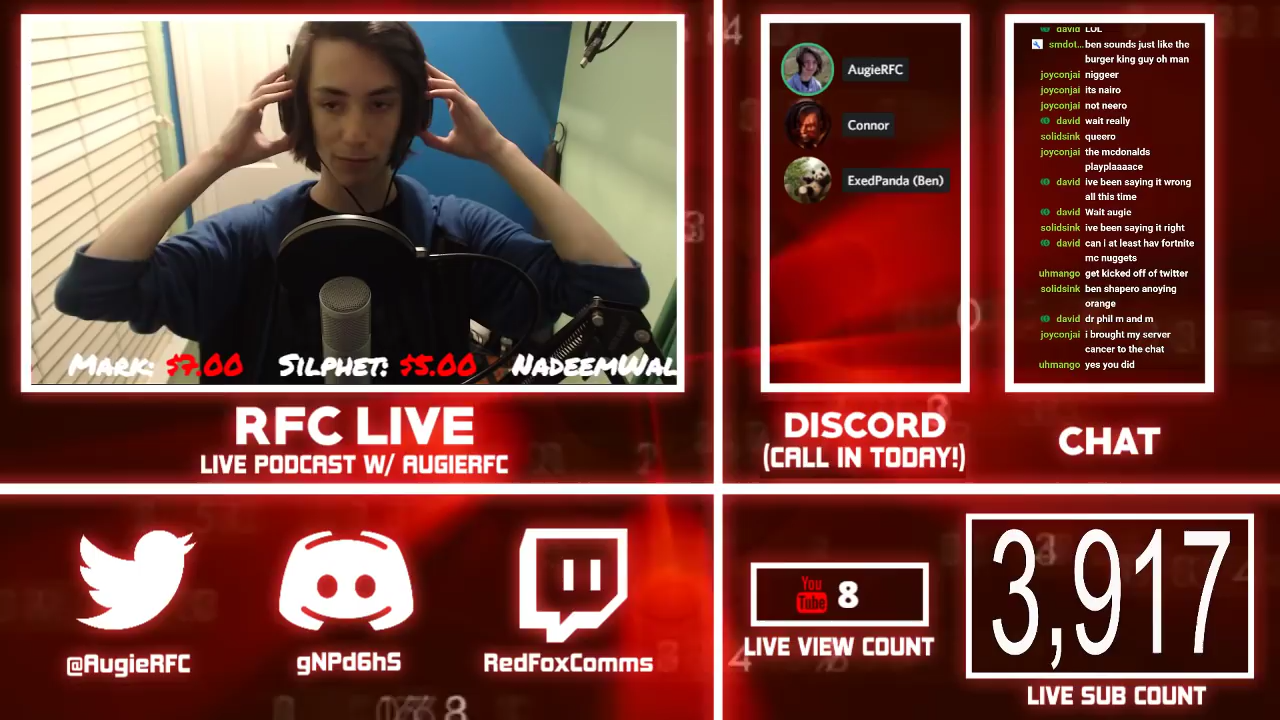 Mark: $7.00 Silphet: $5.00 NadeemWal
RFC LIVE
LIVE PODCAST W/ AUGIERFC
AugieRFC
Connor
ExedPanda (Ben)
DISCORD
(CALL IN TODAY!)
david LOL
smdot... ben sounds just like the
burger king guy oh man
joyconjai niggeer
joyconjai its nairo
joyconjai not neero
david wait really
solidsink queero
joyconjai the mcdonalds
playplaaaace
david ive been saying it wrong
all this time
david Wait augie
solidsink ive been saying it right
david can i at least hav fortnite
mc nuggets
uhmango get kicked off of twitter
solidsink ben shapero anoying
orange
david dr phil m and m
joyconjai i brought my server
cancer to the chat
uhmango yes you did
CHAT
@AugieRFC
gNPd6hS
RedFoxComms
You
Tube 8
LIVE VIEW COUNT
3,917
LIVE SUB COUNT